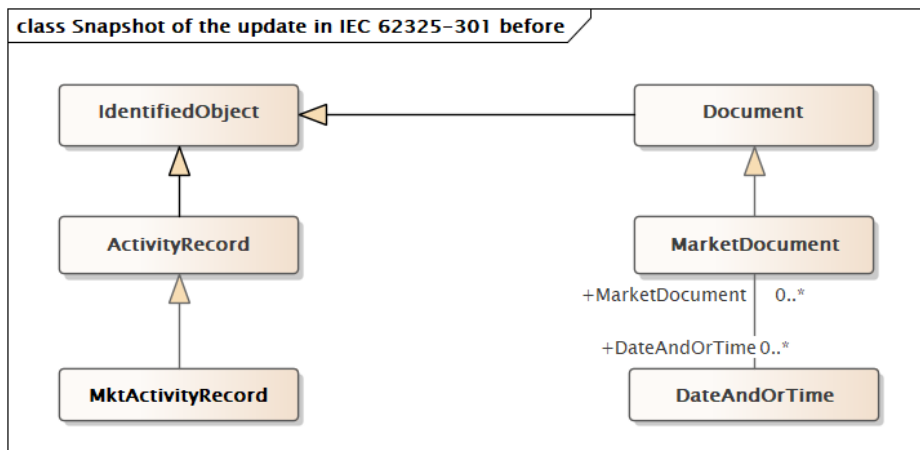 class Snapshot of the update in IEC 62325-301 before
IdentifiedObject
Document
ActivityRecord
MarketDocument
+MarketDocument 0..*
+DateAndOrTime 0..*
MktActivityRecord
DateAndOrTime